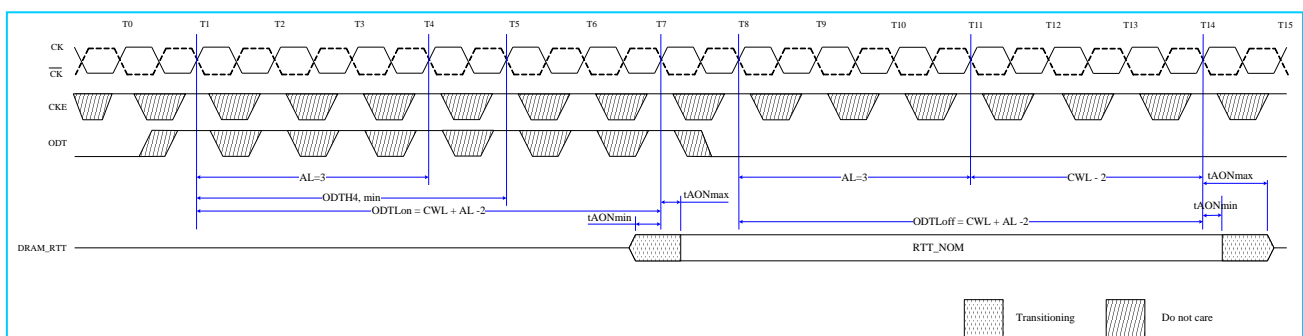 T0 T1 T2 T3 T4 T5 T6 T7 T8 T9 T10 T11 T12 T13 T14 T15
CK
CK
CKE
ODT
AL=3
AL=3
CWL - 2
tAONmax
ODTH4, min
tAONmax
tAONmin
ODTLon = CWL + AL -2
tAONmin
ODTLoff = CWL + AL -2
DRAM_RTT
RTT_NOM
Transitioning
Do not care